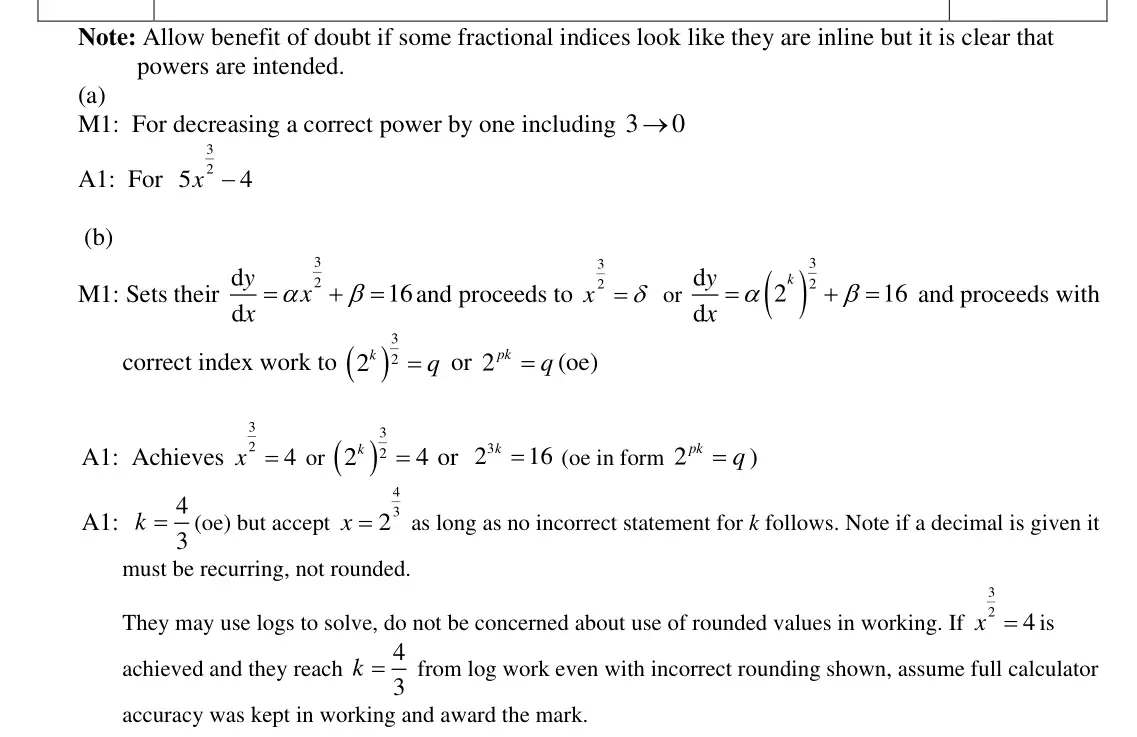 Note: Allow benefit of doubt if some fractional indices look like they are inline but it is clear that
powers are intended.
(a)
M1: For decreasing a correct power by one including 3 → 0
A1: For 5x^(3/2) − 4
(b)
M1: Sets their dy/dx = αx^(3/2) + β = 16 and proceeds to x^(3/2) = δ or dy/dx = α(2^k)^(3/2) + β = 16 and proceeds with
correct index work to (2^k)^(3/2) = q or 2^(pk) = q (oe)
A1: Achieves x^(3/2) = 4 or (2^k)^(3/2) = 4 or 2^(3k) = 16 (oe in form 2^(pk) = q)
A1: k = 4/3 (oe) but accept x = 2^(4/3) as long as no incorrect statement for k follows. Note if a decimal is given it
must be recurring, not rounded.
They may use logs to solve, do not be concerned about use of rounded values in working. If x^(3/2) = 4 is
achieved and they reach k = 4/3 from log work even with incorrect rounding shown, assume full calculator
accuracy was kept in working and award the mark.